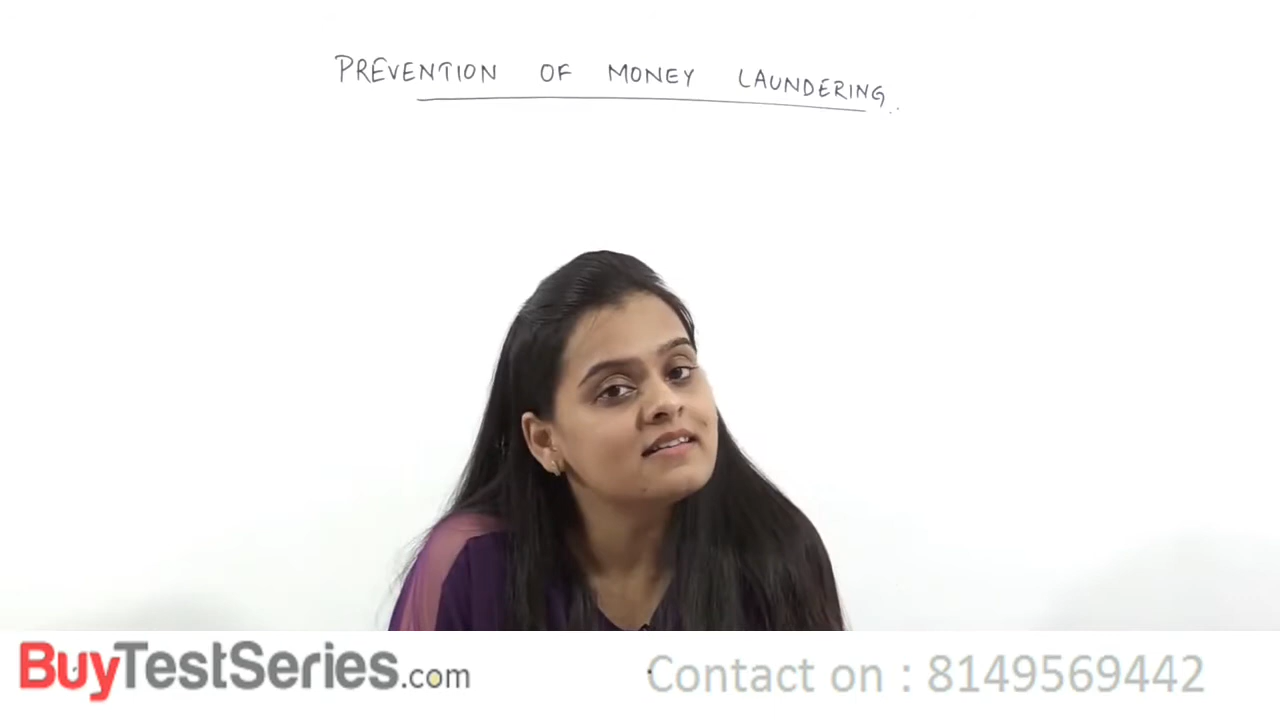 PREVENTION OF MONEY LAUNDERING..
BuyTestSeries.com Contact on : 8149569442